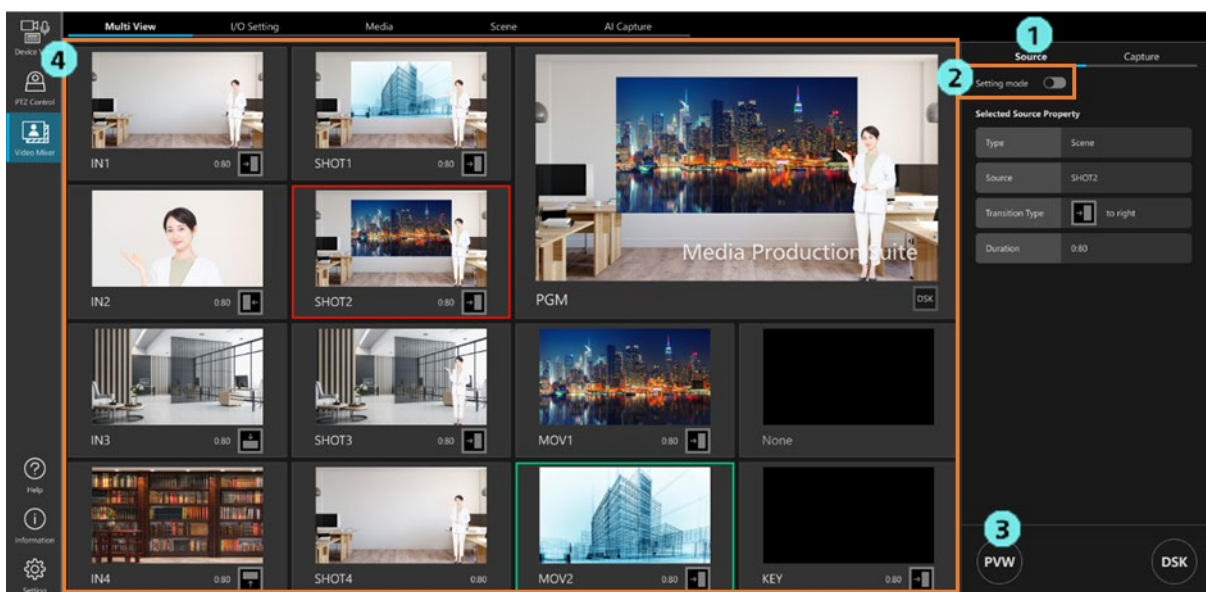 Multi View I/O Setting Media Scene AI Capture
1
Source Capture
2
Setting mode
Selected Source Property
Type Scene
Source SHOT2
Transition Type to right
Duration 0:80
3
PVW DSK
4
PTZ Control
Video Mixer
Help
Information
Setting
IN1 0:80
SHOT1 0:80
Media Production Suite
PGM DSK
IN2 0:80
SHOT2 0:80
IN3 0:80
SHOT3 0:80
MOV1 0:80
None
IN4 0:80
SHOT4 0:80
MOV2 0:80
KEY 0:80